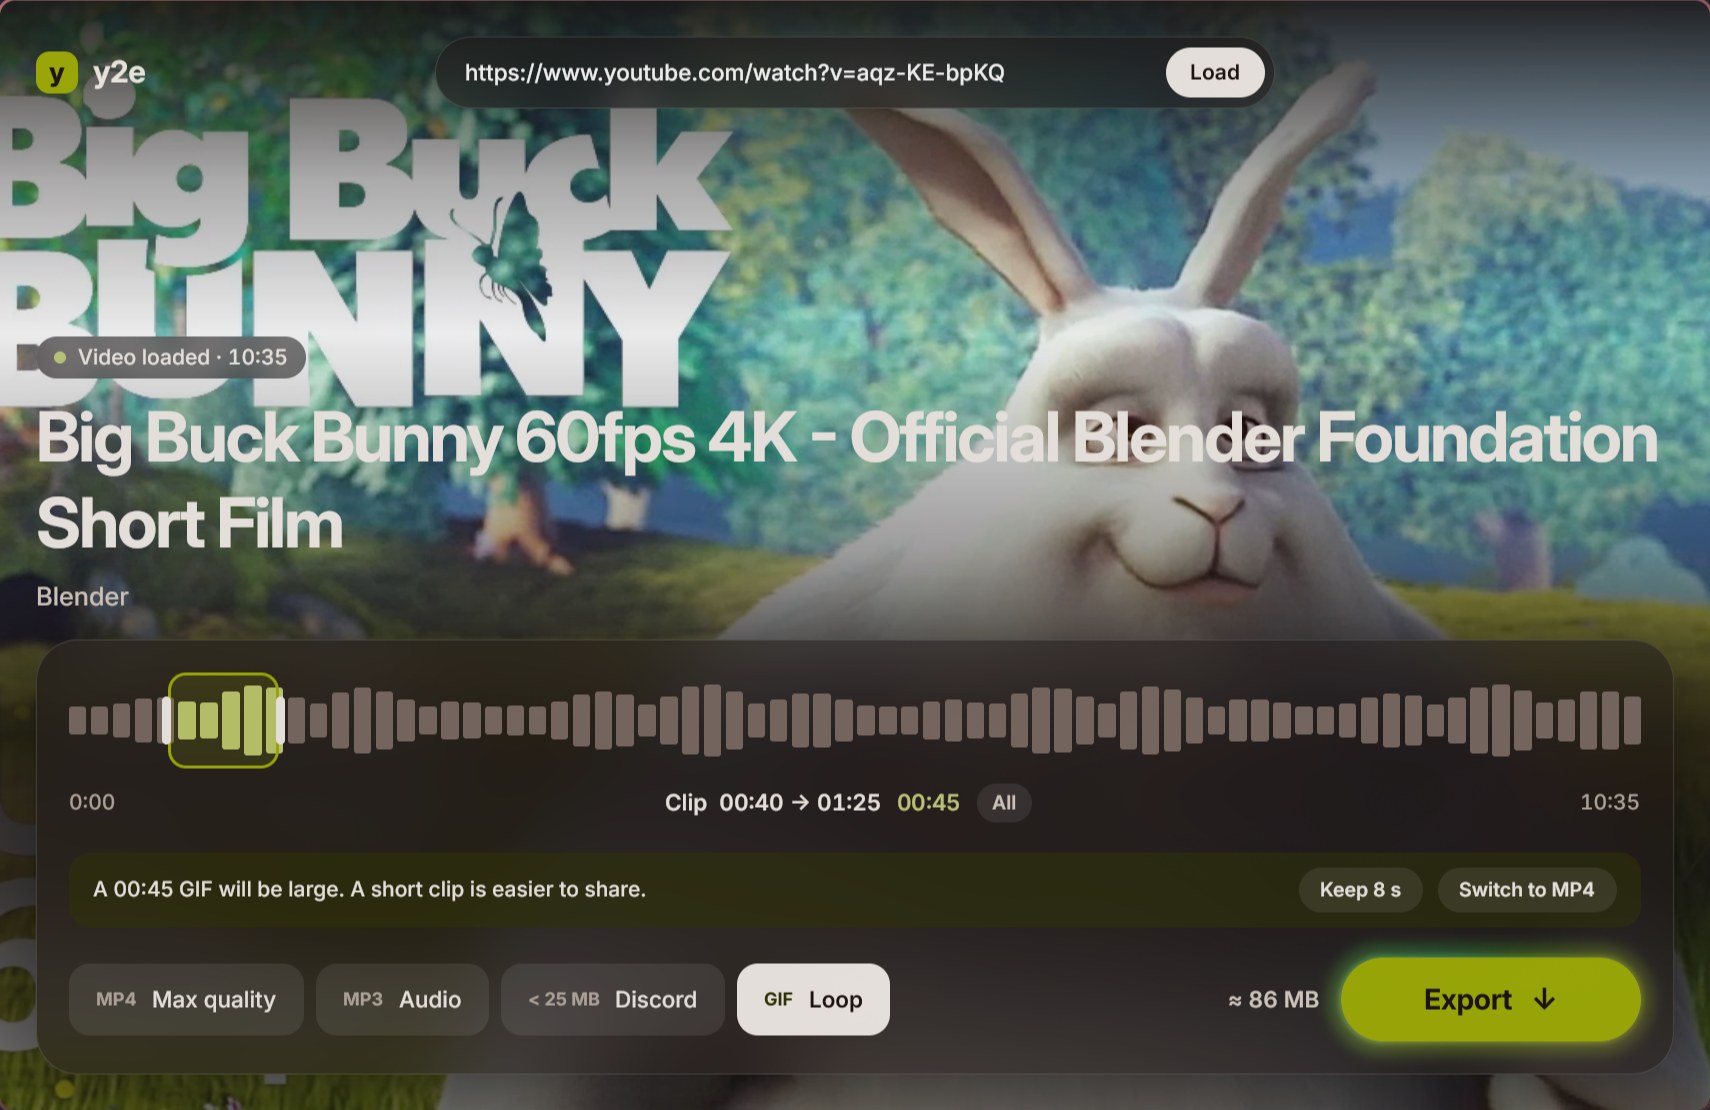 y y2e
https://www.youtube.com/watch?v=aqz-KE-bpKQ
Load
Big Buck
BUNNY
Video loaded · 10:35
Big Buck Bunny 60fps 4K - Official Blender Foundation
Short Film
Blender
0:00
Clip 00:40 → 01:25 00:45 All
10:35
A 00:45 GIF will be large. A short clip is easier to share.
Keep 8 s
Switch to MP4
MP4 Max quality
MP3 Audio
< 25 MB Discord
GIF Loop
≈ 86 MB
Export ↓